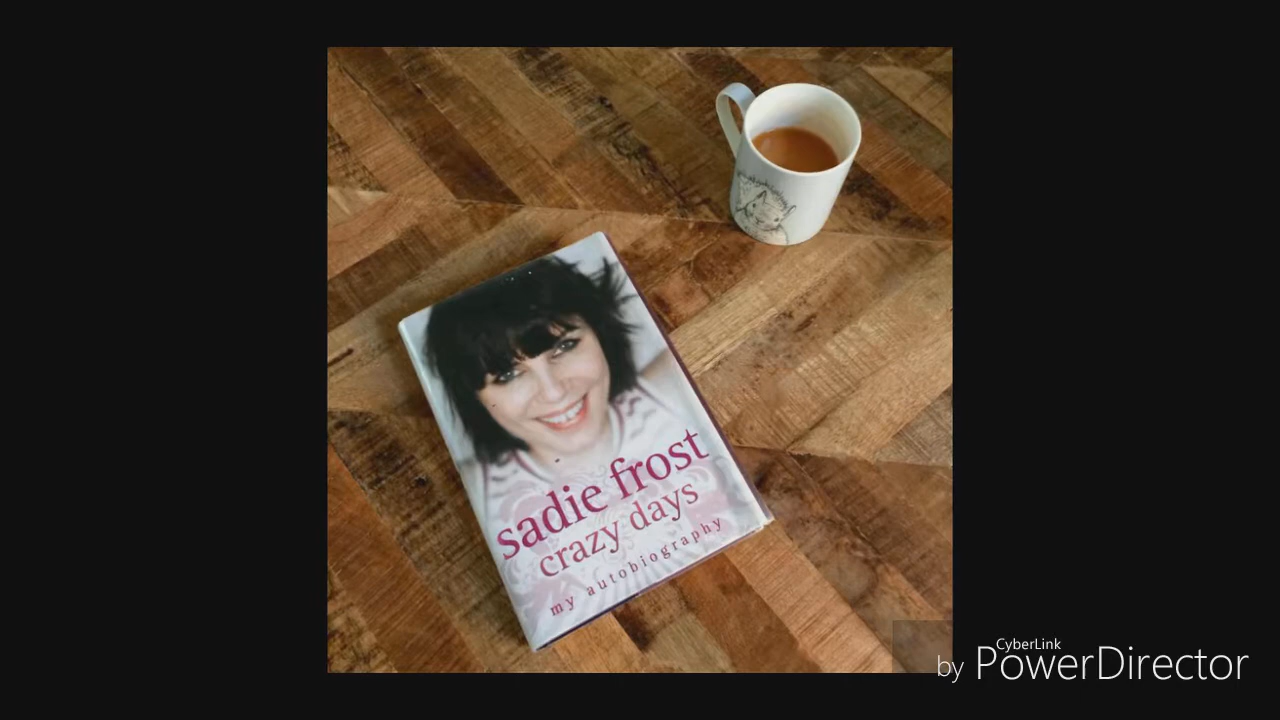 sadie frost
crazy days
my autobiography
CyberLink
by PowerDirector